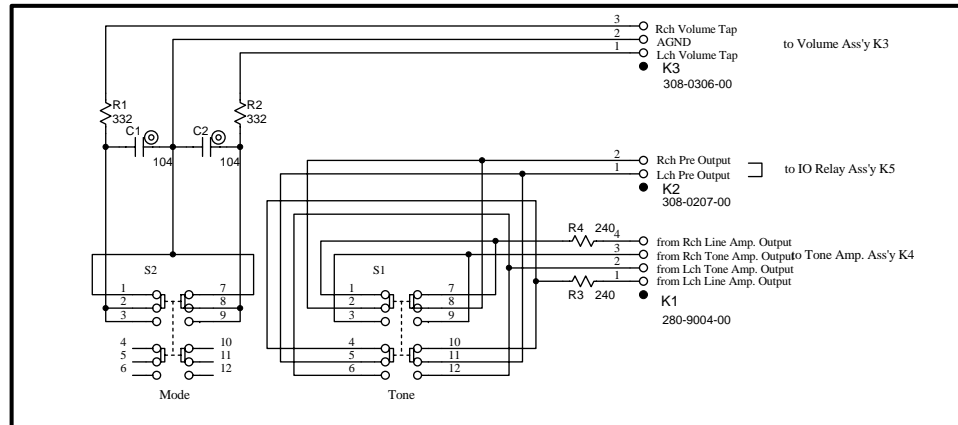 3 Rch Volume Tap
2 AGND to Volume Ass'y K3
1 Lch Volume Tap
K3
308-0306-00
R1 R2
332 332
C1 C2
104 104
2 Rch Pre Output
1 Lch Pre Output to IO Relay Ass'y K5
K2
308-0207-00
R4 240
4 from Rch Line Amp. Output
3 from Rch Tone Amp. Output to Tone Amp. Ass'y K4
2 from Lch Tone Amp. Output
1 from Lch Line Amp. Output
R3 240
K1
280-9004-00
S2 S1
1 7 1 7
2 8 2 8
3 9 3 9
4 10 4 10
5 11 5 11
6 12 6 12
Mode Tone